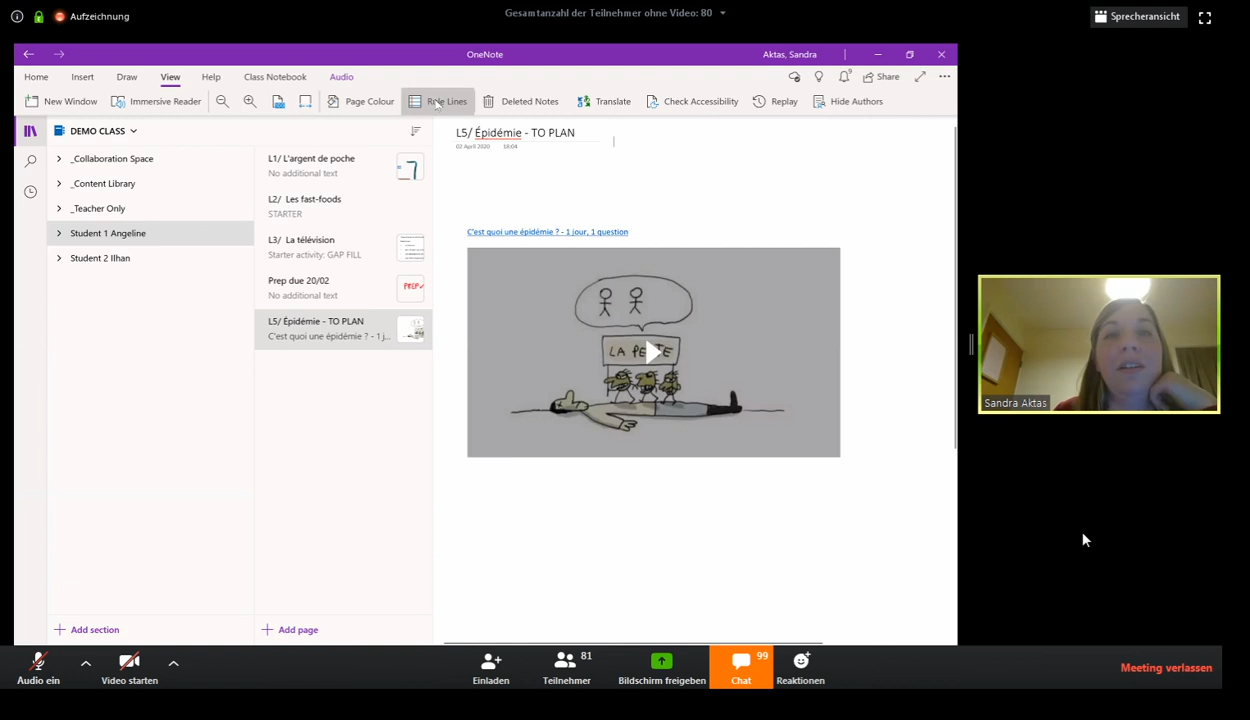 Aufzeichnung
Gesamtanzahl der Teilnehmer ohne Video: 80
Sprecheransicht
OneNote
Aktas, Sandra
Home Insert Draw View Help Class Notebook Audio
Share
New Window Immersive Reader Page Colour Rule Lines Deleted Notes Translate Check Accessibility Replay Hide Authors
DEMO CLASS
_Collaboration Space
_Content Library
_Teacher Only
Student 1 Angeline
Student 2 Ilhan
L1/ L'argent de poche
No additional text
L2/ Les fast-foods
STARTER
L3/ La télévision
Starter activity: GAP FILL
Prep due 20/02
No additional text
PREP
L5/ Épidémie - TO PLAN
C'est quoi une épidémie ? - 1 j...
L5/ Épidémie - TO PLAN
02 April 2020 18:04
C'est quoi une épidémie ? - 1 jour, 1 question
LA PESTE
Sandra Aktas
Add section
Add page
Audio ein
Video starten
Einladen
81
Teilnehmer
Bildschirm freigeben
99
Chat
Reaktionen
Meeting verlassen